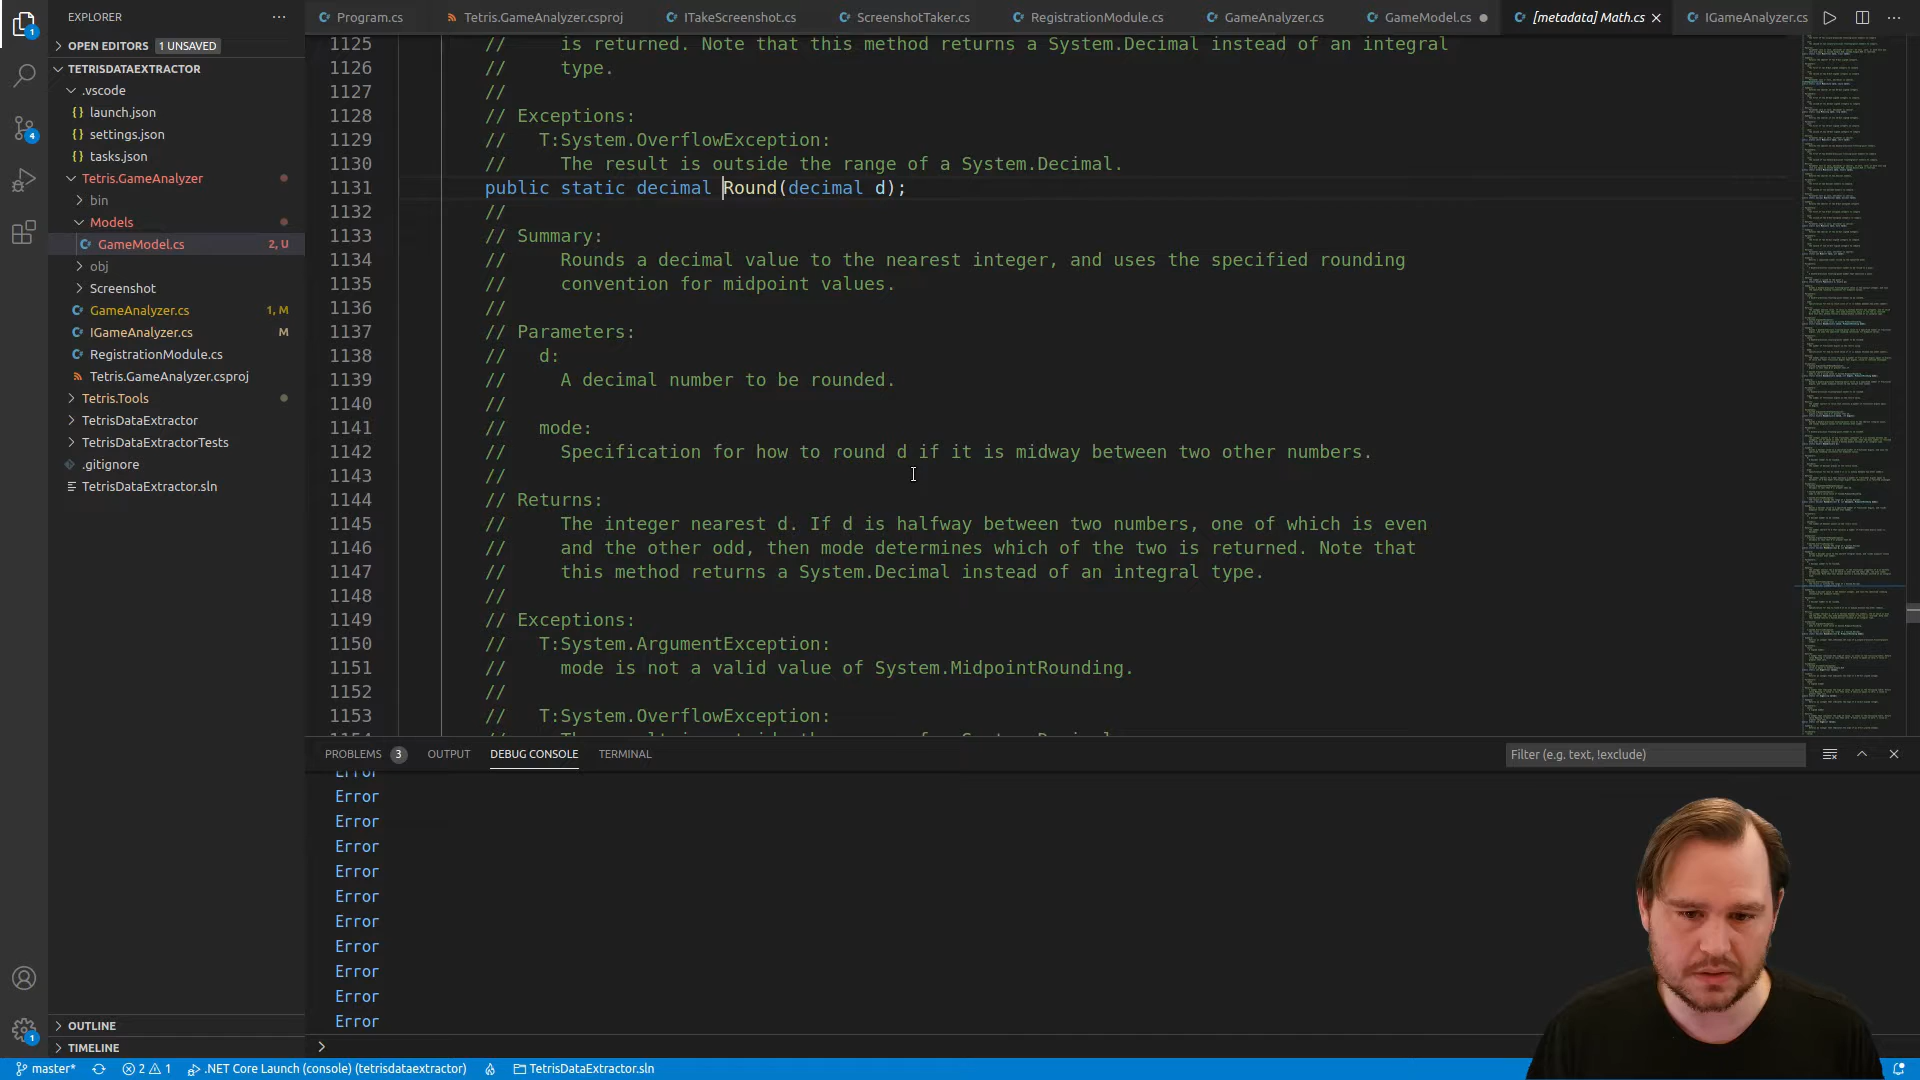 EXPLORER
Program.cs
Tetris.GameAnalyzer.csproj
ITakeScreenshot.cs
ScreenshotTaker.cs
RegistrationModule.cs
GameAnalyzer.cs
GameModel.cs
[metadata] Math.cs
IGameAnalyzer.cs
OPEN EDITORS 1 UNSAVED
TETRISDATAEXTRACTOR
.vscode
launch.json
settings.json
tasks.json
Tetris.GameAnalyzer
bin
Models
GameModel.cs 2, U
obj
Screenshot
GameAnalyzer.cs 1, M
IGameAnalyzer.cs M
RegistrationModule.cs
Tetris.GameAnalyzer.csproj
Tetris.Tools
TetrisDataExtractor
TetrisDataExtractorTests
.gitignore
TetrisDataExtractor.sln
OUTLINE
TIMELINE
1125 // is returned. Note that this method returns a System.Decimal instead of an integral
1126 // type.
1127 //
1128 // Exceptions:
1129 // T:System.OverflowException:
1130 // The result is outside the range of a System.Decimal.
1131 public static decimal Round(decimal d);
1132 //
1133 // Summary:
1134 // Rounds a decimal value to the nearest integer, and uses the specified rounding
1135 // convention for midpoint values.
1136 //
1137 // Parameters:
1138 // d:
1139 // A decimal number to be rounded.
1140 //
1141 // mode:
1142 // Specification for how to round d if it is midway between two other numbers.
1143 //
1144 // Returns:
1145 // The integer nearest d. If d is halfway between two numbers, one of which is even
1146 // and the other odd, then mode determines which of the two is returned. Note that
1147 // this method returns a System.Decimal instead of an integral type.
1148 //
1149 // Exceptions:
1150 // T:System.ArgumentException:
1151 // mode is not a valid value of System.MidpointRounding.
1152 //
1153 // T:System.OverflowException:
PROBLEMS 3 OUTPUT DEBUG CONSOLE TERMINAL
Filter (e.g. text, !exclude)
Error
Error
Error
Error
Error
Error
Error
Error
Error
Error
Error
>
master* 2 1 .NET Core Launch (console) (tetrisdataextractor) TetrisDataExtractor.sln